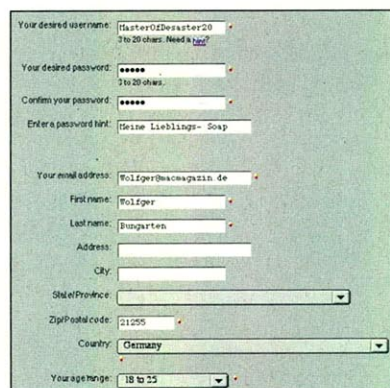 Your desired username: MasterOfDesaster20
3 to 20 chars. Need a hint?
Your desired password: •••••
3 to 20 chars.
Confirm your password: •••••
Enter a password hint: Meine Lieblings- Soap
Your email address: Wolfger@macmagazin.de
First name: Wolfger
Last name: Bungarten
Address:
City:
State/Province:
Zip/Postal code: 21255
Country: Germany
Your age range: 18 to 25